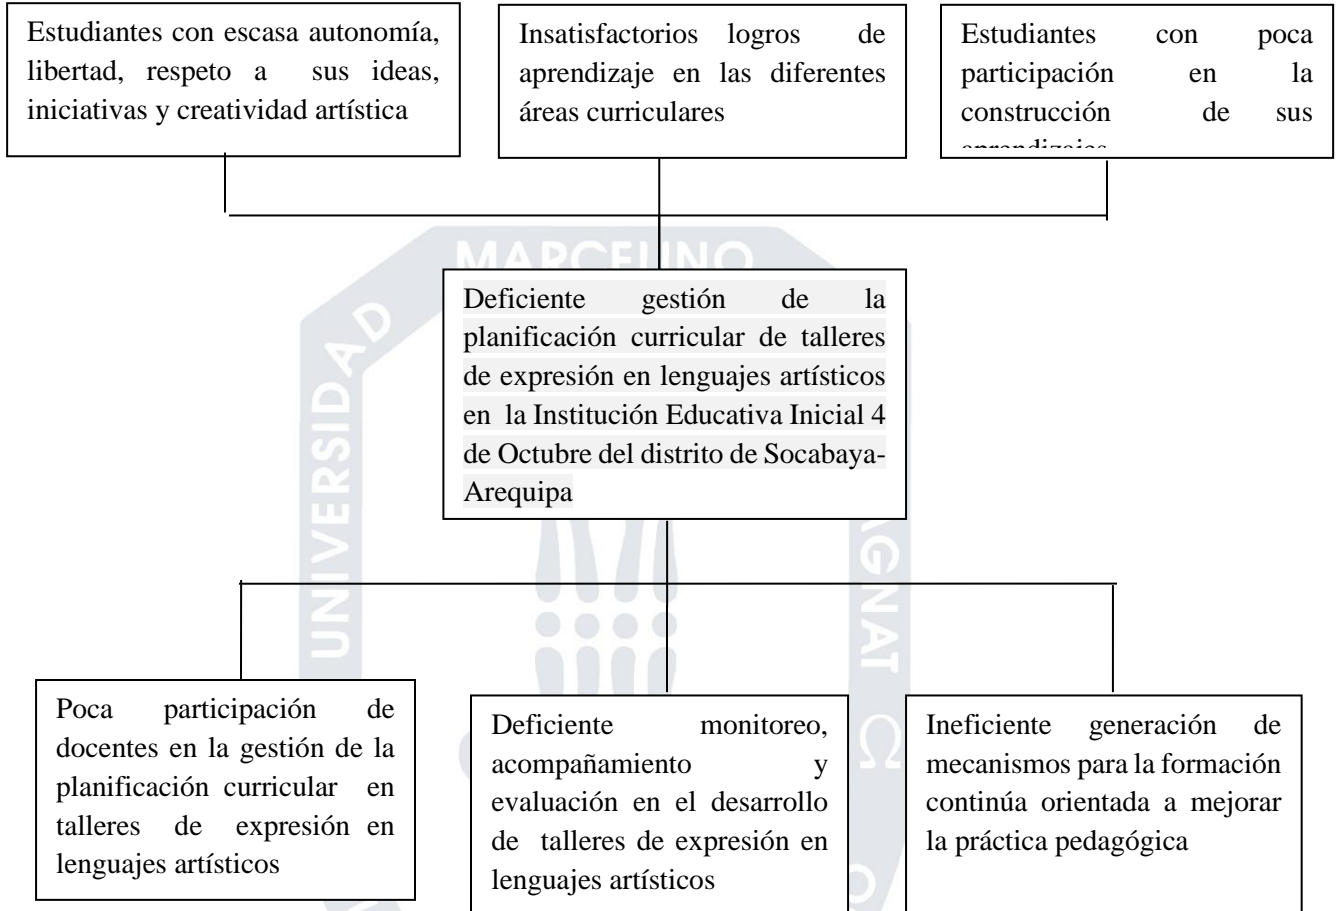 Estudiantes con escasa autonomía,
libertad, respeto a sus ideas,
iniciativas y creatividad artística
Insatisfactorios logros de
aprendizaje en las diferentes
áreas curriculares
Estudiantes con poca
participación en la
construcción de sus
aprendizajes
MARCELINO
UNIVERSIDAD
Deficiente gestión de la
planificación curricular de talleres
de expresión en lenguajes artísticos
en la Institución Educativa Inicial 4
de Octubre del distrito de Socabaya-
Arequipa
AGNAT
Ω
Poca participación de
docentes en la gestión de la
planificación curricular en
talleres de expresión en
lenguajes artísticos
Deficiente monitoreo,
acompañamiento y
evaluación en el desarrollo
de talleres de expresión en
lenguajes artísticos
Ineficiente generación de
mecanismos para la formación
continúa orientada a mejorar
la práctica pedagógica